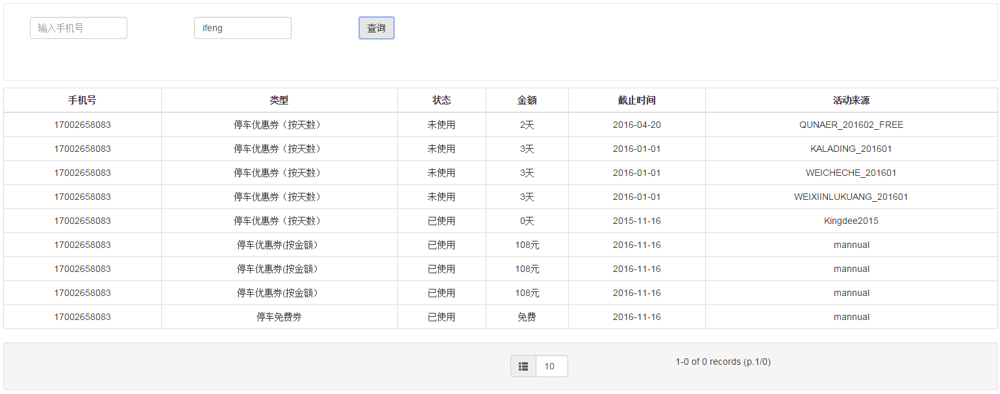 输入手机号 ifeng 查询
手机号 类型 状态 金额 截止时间 活动来源
17002658083 停车优惠券（按天数） 未使用 2天 2016-04-20 QUNAER_201602_FREE
17002658083 停车优惠券（按天数） 未使用 3天 2016-01-01 KALADING_201601
17002658083 停车优惠券（按天数） 未使用 3天 2016-01-01 WEICHECHE_201601
17002658083 停车优惠券（按天数） 未使用 3天 2016-01-01 WEIXIINLUKUANG_201601
17002658083 停车优惠券（按天数） 已使用 0天 2015-11-16 Kingdee2015
17002658083 停车优惠券(按金额） 已使用 108元 2016-11-16 mannual
17002658083 停车优惠券(按金额） 已使用 108元 2016-11-16 mannual
17002658083 停车优惠券(按金额） 已使用 108元 2016-11-16 mannual
17002658083 停车免费券 已使用 免费 2016-11-16 mannual
10 1-0 of 0 records (p.1/0)